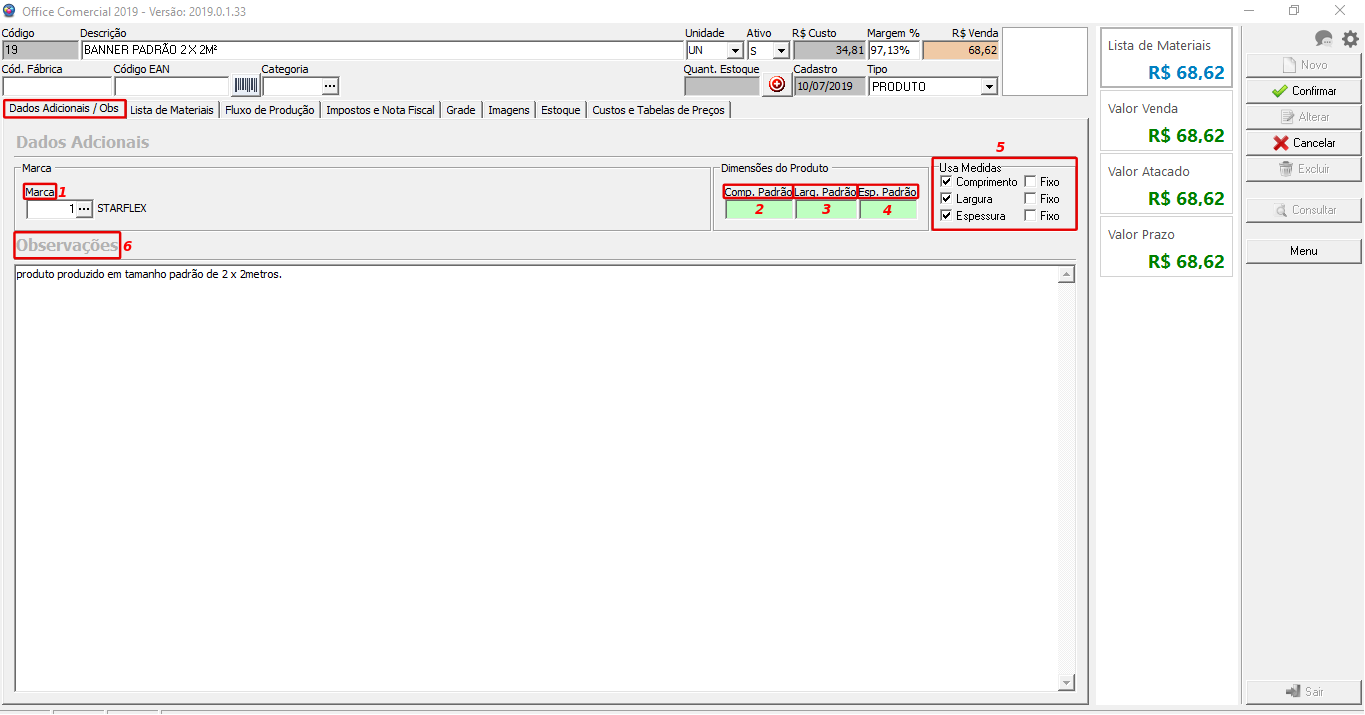 Office Comercial 2019 - Versão: 2019.0.1.33
Código Descrição Unidade Ativo R$ Custo Margem % R$ Venda
19 BANNER PADRÃO 2 X 2M² UN S 34,81 97,13% 68,62
Cód. Fábrica Código EAN Categoria Quant. Estoque Cadastro Tipo
10/07/2019 PRODUTO
Dados Adicionais / Obs Lista de Materiais Fluxo de Produção Impostos e Nota Fiscal Grade Imagens Estoque Custos e Tabelas de Preços
Dados Adcionais
5
Marca Dimensões do Produto Usa Medidas
Marca 1 Comp. Padrão Larg. Padrão Esp. Padrão
1 ... STARFLEX 2 3 4
Comprimento Fixo
Largura Fixo
Espessura Fixo
Observações 6
produto produzido em tamanho padrão de 2 x 2metros.
Lista de Materiais
R$ 68,62
Valor Venda
R$ 68,62
Valor Atacado
R$ 68,62
Valor Prazo
R$ 68,62
Novo
Confirmar
Alterar
Cancelar
Excluir
Consultar
Menu
Sair